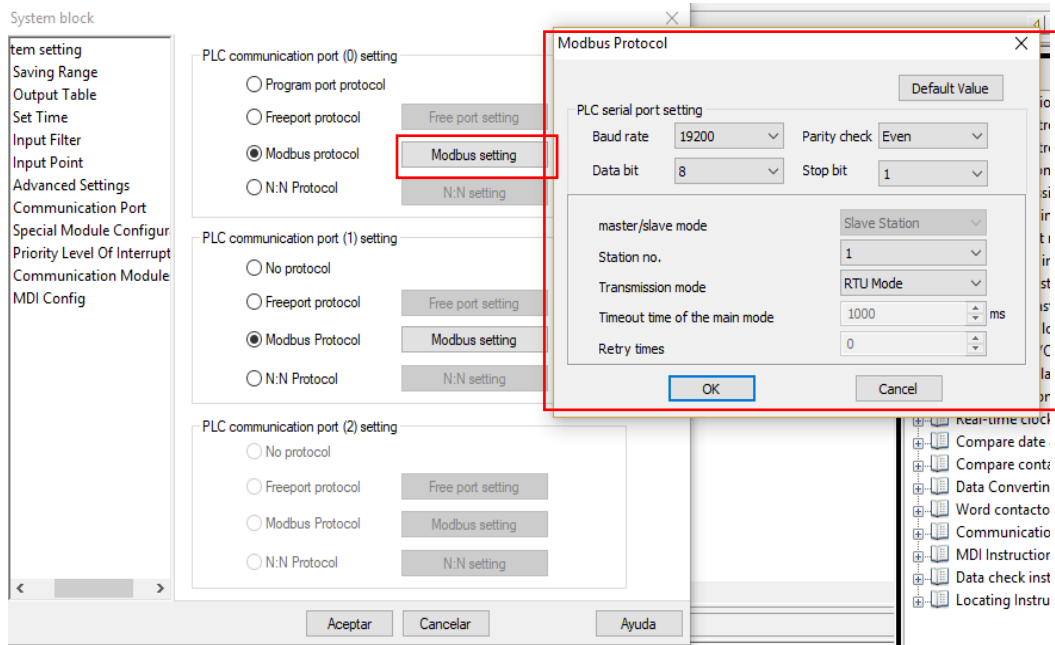 System block
tem setting
Saving Range
Output Table
Set Time
Input Filter
Input Point
Advanced Settings
Communication Port
Special Module Configur
Priority Level Of Interrupt
Communication Module
MDI Config
PLC communication port (0) setting
Program port protocol
Freeport protocol Free port setting
Modbus protocol Modbus setting
N:N Protocol N:N setting
PLC communication port (1) setting
No protocol
Freeport protocol Free port setting
Modbus Protocol Modbus setting
N:N Protocol N:N setting
PLC communication port (2) setting
No protocol
Freeport protocol Free port setting
Modbus Protocol Modbus setting
N:N Protocol N:N setting
Aceptar Cancelar Ayuda
Modbus Protocol
Default Value
PLC serial port setting
Baud rate 19200 Parity check Even
Data bit 8 Stop bit 1
master/slave mode Slave Station
Station no. 1
Transmission mode RTU Mode
Timeout time of the main mode 1000 ms
Retry times 0
OK Cancel
Real-time clock
Compare date
Compare conta
Data Convertin
Word contacto
Communicatio
MDI Instruction
Data check inst
Locating Instru